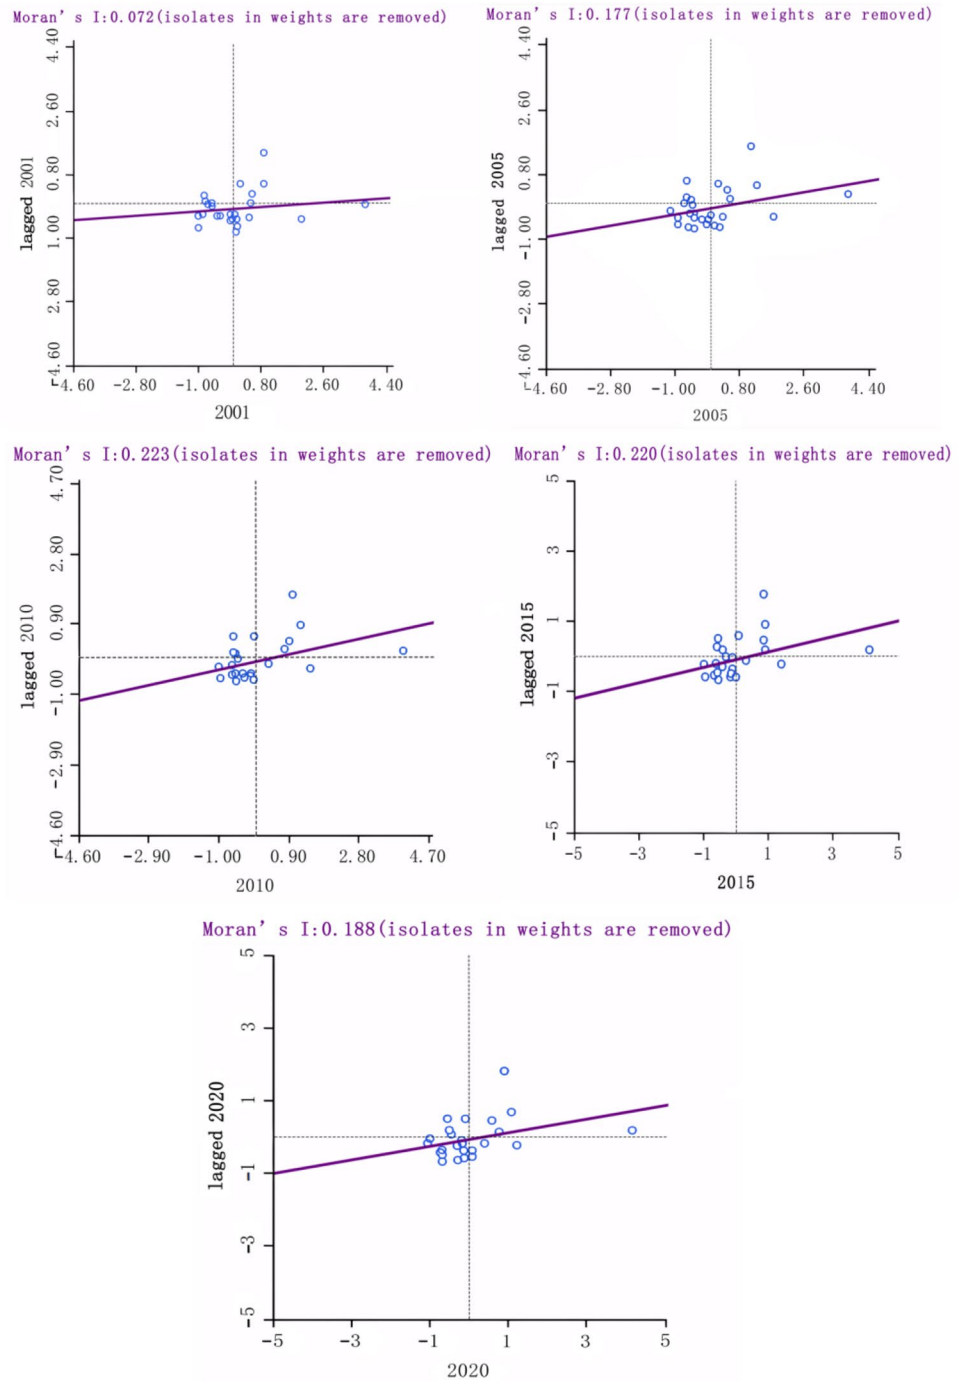 Moran's I:0.072(isolates in weights are removed)
4.40
2.60
0.80
1.00
2.80
-4.60
lagged 2001
-4.60 -2.80 -1.00 0.80 2.60 4.40
2001
Moran's I:0.177(isolates in weights are removed)
4.40
2.60
0.80
-1.00
-2.80
-4.60
lagged 2005
-4.60 -2.80 -1.00 0.80 2.60 4.40
2005
Moran's I:0.223(isolates in weights are removed)
4.70
2.80
0.90
-1.00
-2.90
-4.60
lagged 2010
-4.60 -2.90 -1.00 0.90 2.80 4.70
2010
Moran's I:0.220(isolates in weights are removed)
5
3
1
-1
-3
-5
lagged 2015
-5 -3 -1 1 3 5
2015
Moran's I:0.188(isolates in weights are removed)
5
3
1
-1
-3
-5
lagged 2020
-5 -3 -1 1 3 5
2020